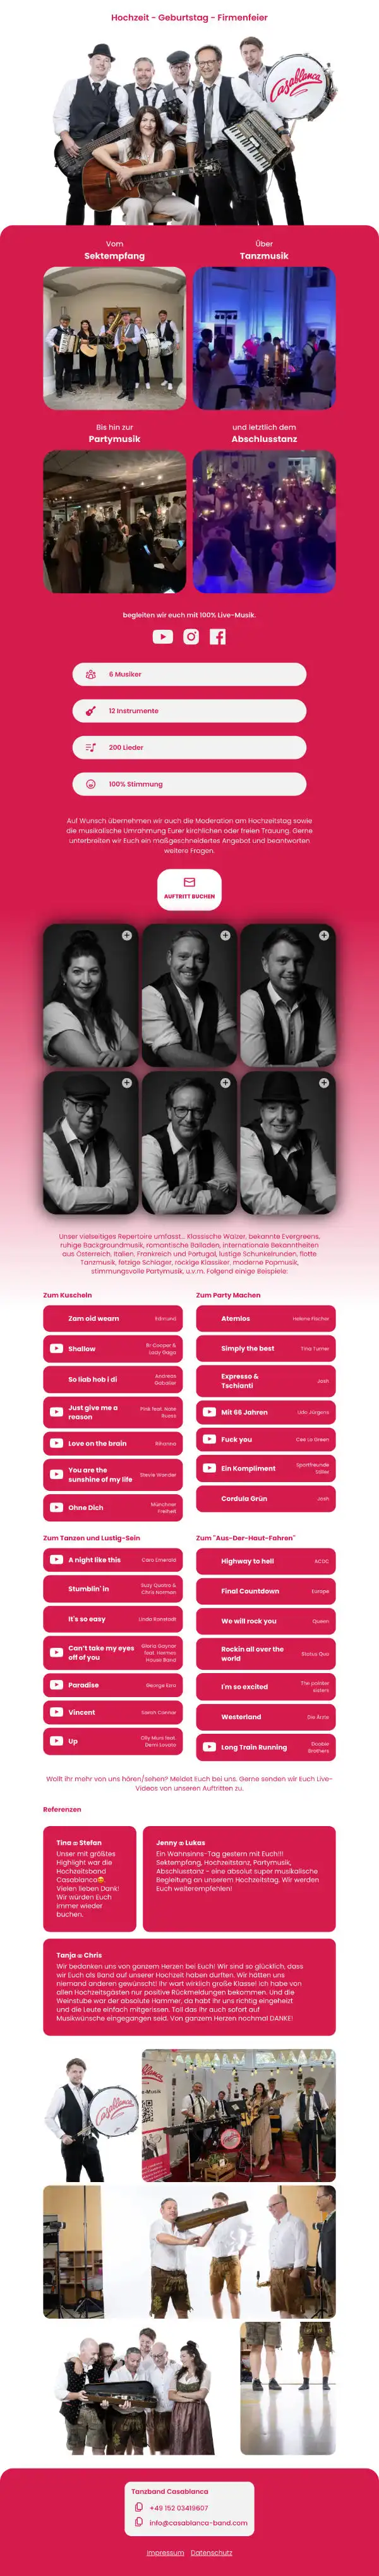 Hochzeit - Geburtstag - Firmenfeier
Casablanca
Vom
Sektempfang
Über
Tanzmusik
Bis hin zur
Partymusik
und letztlich dem
Abschlusstanz
begleiten wir euch mit 100% Live-Musik.
6 Musiker
12 Instrumente
200 Lieder
100% Stimmung
Auf Wunsch übernehmen wir auch die Moderation am Hochzeitstag sowie
die musikalische Umrahmung Eurer kirchlichen oder freien Trauung. Gerne
unterbreiten wir Euch ein maßgeschneidertes Angebot und beantworten
weitere Fragen.
AUFTRITT BUCHEN
Unser vielseitiges Repertoire umfasst... Klassische Walzer, bekannte Evergreens,
ruhige Backgroundmusik, romantische Balladen, internationale Bekanntheiten
aus Österreich, Italien, Frankreich und Portugal, lustige Schunkelrunden, flotte
Tanzmusik, fetzige Schlager, rockige Klassiker, moderne Popmusik,
stimmungsvolle Partymusik, u.v.m. Folgend einige Beispiele:
Zum Kuscheln
Zam oid wearn
Edmund
Shallow
Br Cooper &
Lady Gaga
So liab hob i di
Andreas
Gabalier
Just give me a
reason
Pink feat. Nate
Ruess
Love on the brain
Rihanna
You are the
sunshine of my life
Stevie Wonder
Ohne Dich
Münchner
Freiheit
Zum Party Machen
Atemlos
Helene Fischer
Simply the best
Tina Turner
Expresso &
Tschianti
Josh
Mit 66 Jahren
Udo Jürgens
Fuck you
Cee Lo Green
Ein Kompliment
Sportfreunde
Stiller
Cordula Grün
Josh
Zum Tanzen und Lustig-Sein
A night like this
Caro Emerald
Stumblin' in
Suzy Quatro &
Chris Norman
It's so easy
Linda Ronstadt
Can't take my eyes
off of you
Gloria Gaynor
feat. Hermes
House Band
Paradise
George Ezra
Vincent
Sarah Connor
Up
Olly Murs feat.
Demi Lovato
Zum "Aus-Der-Haut-Fahren"
Highway to hell
ACDC
Final Countdown
Europe
We will rock you
Queen
Rockin all over the
world
Status Quo
I'm so excited
The pointer
sisters
Westerland
Die Ärzte
Long Train Running
Doobie
Brothers
Wollt ihr mehr von uns hören/sehen? Meldet Euch bei uns. Gerne senden wir Euch Live-
Videos von unseren Auftritten zu.
Referenzen
Tina ⚭ Stefan
Unser mit größtes
Highlight war die
Hochzeitsband
Casablanca😍
Vielen lieben Dank!
Wir würden Euch
immer wieder
buchen.
Jenny ⚭ Lukas
Ein Wahnsinns-Tag gestern mit Euch!!!
Sektempfang, Hochzeitstanz, Partymusik,
Abschlusstanz - eine absolut super musikalische
Begleitung an unserem Hochzeitstag. Wir werden
Euch weiterempfehlen!
Tanja ⚭ Chris
Wir bedanken uns von ganzem Herzen bei Euch! Wir sind so glücklich, dass
wir Euch als Band auf unserer Hochzeit haben durften. Wir hätten uns
niemand anderen gewünscht! Ihr wart wirklich große Klasse! Ich habe von
allen Hochzeitsgästen nur positive Rückmeldungen bekommen. Und die
Weinstube war der absolute Hammer, da habt ihr uns richtig eingeheizt
und die Leute einfach mitgerissen. Toll das Ihr auch sofort auf
Musikwünsche eingegangen seid. Von ganzem Herzen nochmal DANKE!
Casablanca
Tanzband Casablanca
+49 152 03419607
info@casablanca-band.com
Impressum Datenschutz